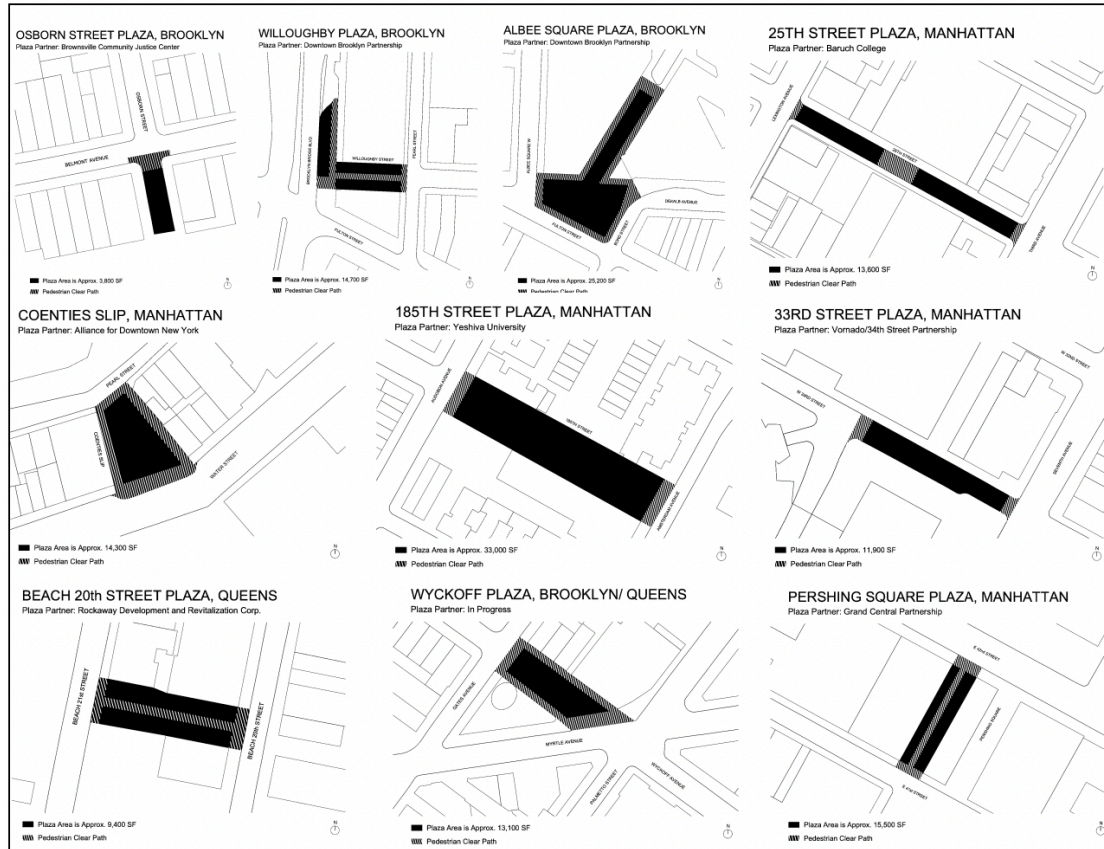 OSBORN STREET PLAZA, BROOKLYN
Plaza Partner: Brownsville Community Justice Center
OSBORN STREET
BELMONT AVENUE
Plaza Area is Approx. 3,800 SF
Pedestrian Clear Path
N
WILLOUGHBY PLAZA, BROOKLYN
Plaza Partner: Downtown Brooklyn Partnership
BROOKLYN BRIDGE BLVD
WILLOUGHBY STREET
PEARL STREET
FULTON STREET
Plaza Area is Approx. 14,700 SF
Pedestrian Clear Path
N
ALBEE SQUARE PLAZA, BROOKLYN
Plaza Partner: Downtown Brooklyn Partnership
ALBEE SQUARE W
DEKALB AVENUE
FULTON STREET
BOND STREET
Plaza Area is Approx. 25,200 SF
Pedestrian Clear Path
N
25TH STREET PLAZA, MANHATTAN
Plaza Partner: Baruch College
LEXINGTON AVENUE
25TH STREET
THIRD AVENUE
Plaza Area is Approx. 13,600 SF
Pedestrian Clear Path
N
COENTIES SLIP, MANHATTAN
Plaza Partner: Alliance for Downtown New York
PEARL STREET
COENTIES SLIP
WATER STREET
Plaza Area is Approx. 14,300 SF
Pedestrian Clear Path
N
185TH STREET PLAZA, MANHATTAN
Plaza Partner: Yeshiva University
AUDUBON AVENUE
185TH STREET
AMSTERDAM AVENUE
Plaza Area is Approx. 33,000 SF
Pedestrian Clear Path
N
33RD STREET PLAZA, MANHATTAN
Plaza Partner: Vornado/34th Street Partnership
W 32ND STREET
W 33RD STREET
SEVENTH AVENUE
Plaza Area is Approx. 11,900 SF
Pedestrian Clear Path
N
BEACH 20th STREET PLAZA, QUEENS
Plaza Partner: Rockaway Development and Revitalization Corp.
BEACH 21st STREET
BEACH 20th STREET
Plaza Area is Approx. 9,400 SF
Pedestrian Clear Path
N
WYCKOFF PLAZA, BROOKLYN/ QUEENS
Plaza Partner: In Progress
GATES AVENUE
MYRTLE AVENUE
PALMETTO STREET
WYCKOFF AVENUE
Plaza Area is Approx. 13,100 SF
Pedestrian Clear Path
N
PERSHING SQUARE PLAZA, MANHATTAN
Plaza Partner: Grand Central Partnership
E 42nd STREET
PERSHING SQUARE
E 41st STREET
Plaza Area is Approx. 15,500 SF
Pedestrian Clear Path
N